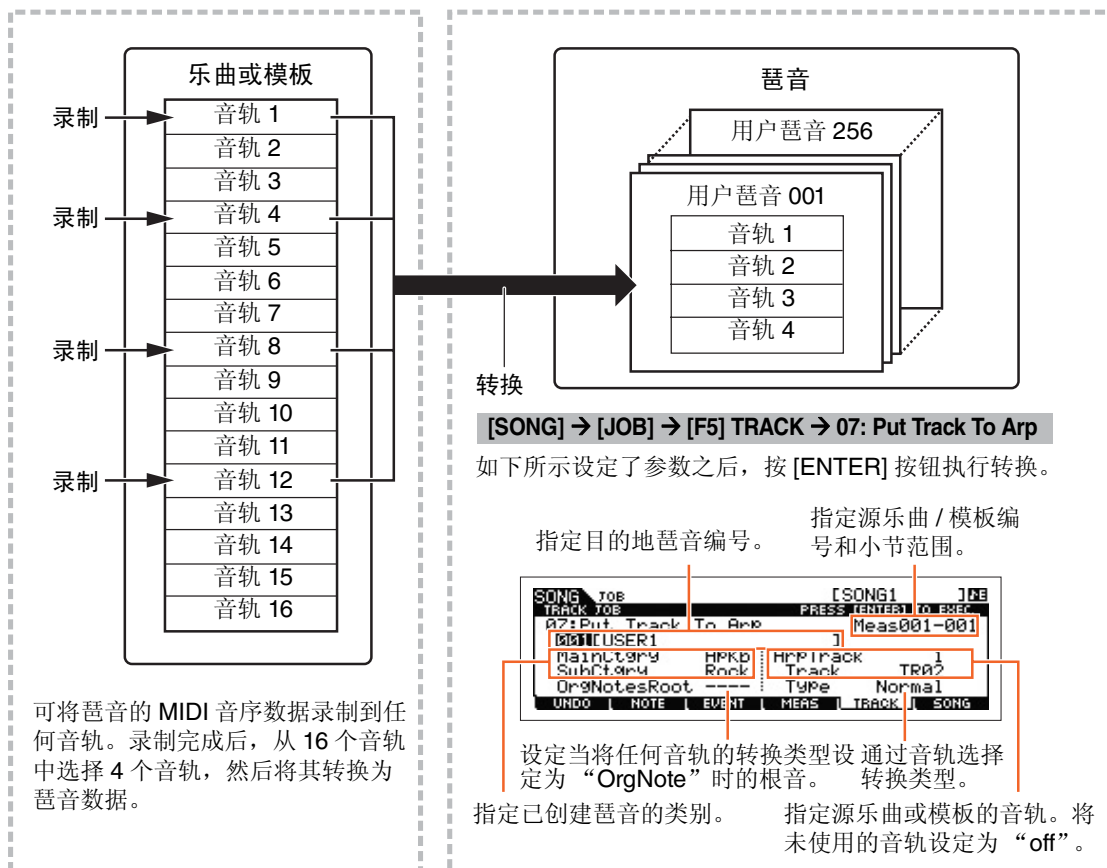 乐曲或模板
录制
音轨 1
音轨 2
音轨 3
录制
音轨 4
音轨 5
音轨 6
音轨 7
录制
音轨 8
音轨 9
音轨 10
音轨 11
录制
音轨 12
音轨 13
音轨 14
音轨 15
音轨 16
可将琶音的 MIDI 音序数据录制到任
何音轨。录制完成后，从 16 个音轨
中选择 4 个音轨，然后将其转换为
琶音数据。
转换
琶音
用户琶音 256
用户琶音 001
音轨 1
音轨 2
音轨 3
音轨 4
[SONG] → [JOB] → [F5] TRACK → 07: Put Track To Arp
如下所示设定了参数之后，按 [ENTER] 按钮执行转换。
指定目的地琶音编号。
指定源乐曲 / 模板编
号和小节范围。
SONG JOB [SONG1 ]
TRACK JOB PRESS [ENTER] TO EXEC
07:Put Track To Arp Meas001-001
001[USER1 ]
MainCtgry ApKb ArpTrack 1
SubCtgry Rock Track TR02
OrgNotesRoot ---- Type Normal
UNDO NOTE EVENT MEAS TRACK SONG
设定当将任何音轨的转换类型设
定为 “OrgNote”时的根音。
通过音轨选择
转换类型。
指定已创建琶音的类别。
指定源乐曲或模板的音轨。将
未使用的音轨设定为 “off”。